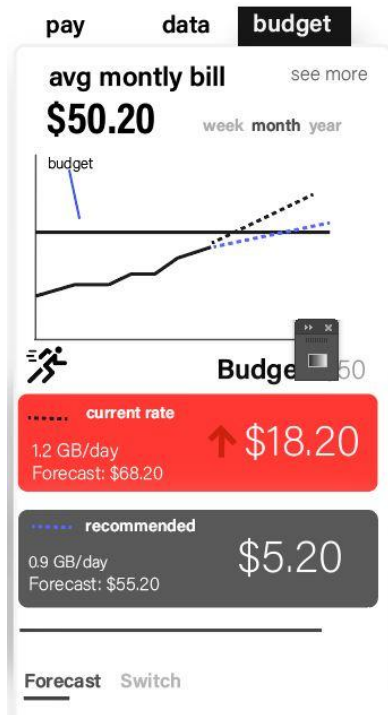 pay data budget
avg montly bill see more
$50.20 week month year
budget
Budge 50
current rate
1.2 GB/day
Forecast: $68.20
$18.20
recommended
0.9 GB/day
Forecast: $55.20
$5.20
Forecast Switch